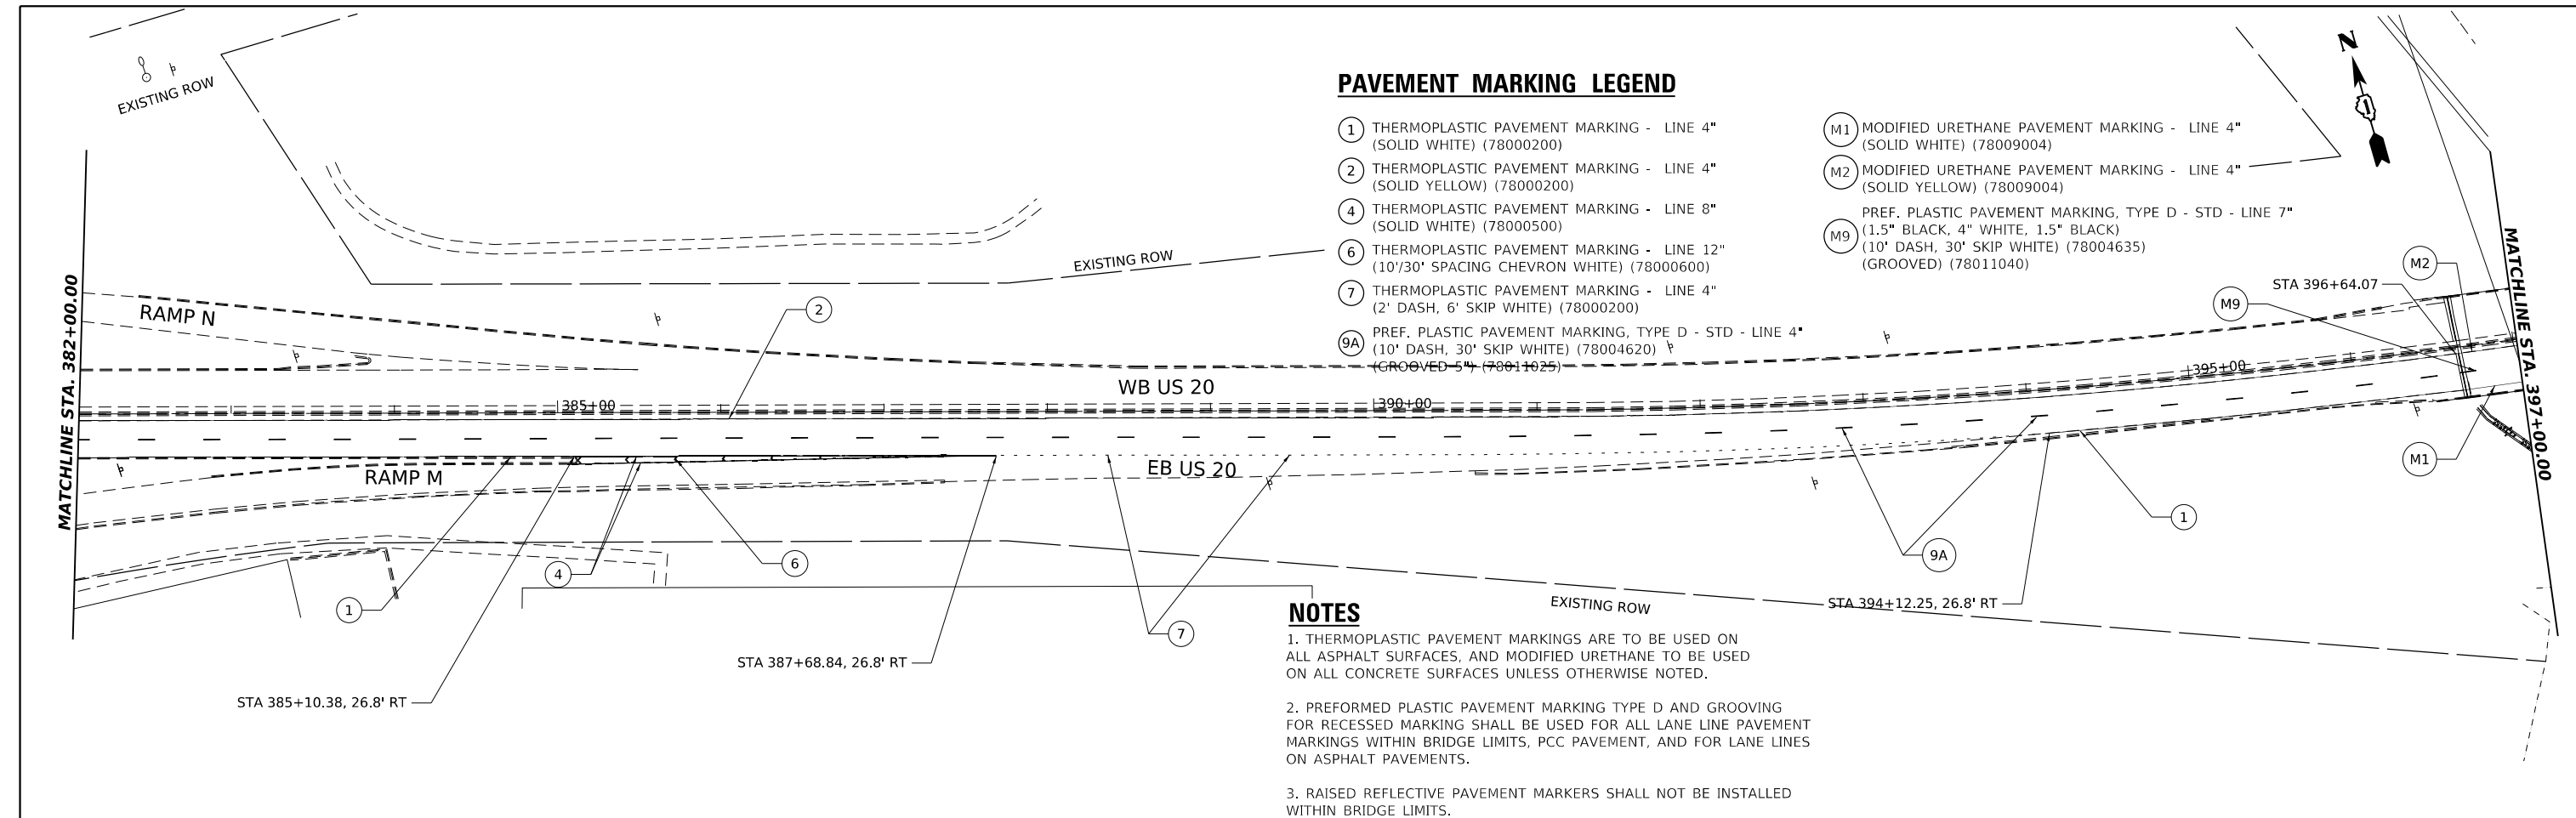 PAVEMENT MARKING LEGEND
1 THERMOPLASTIC PAVEMENT MARKING - LINE 4"
(SOLID WHITE) (78000200)
2 THERMOPLASTIC PAVEMENT MARKING - LINE 4"
(SOLID YELLOW) (78000200)
4 THERMOPLASTIC PAVEMENT MARKING - LINE 8"
(SOLID WHITE) (78000500)
6 THERMOPLASTIC PAVEMENT MARKING - LINE 12"
(10'/30' SPACING CHEVRON WHITE) (78000600)
7 THERMOPLASTIC PAVEMENT MARKING - LINE 4"
(2' DASH, 6' SKIP WHITE) (78000200)
9A PREF. PLASTIC PAVEMENT MARKING, TYPE D - STD - LINE 4"
(10' DASH, 30' SKIP WHITE) (78004620)
(GROOVED 5") (78011025)
M1 MODIFIED URETHANE PAVEMENT MARKING - LINE 4"
(SOLID WHITE) (78009004)
M2 MODIFIED URETHANE PAVEMENT MARKING - LINE 4"
(SOLID YELLOW) (78009004)
M9 PREF. PLASTIC PAVEMENT MARKING, TYPE D - STD - LINE 7"
(1.5" BLACK, 4" WHITE, 1.5" BLACK)
(10' DASH, 30' SKIP WHITE) (78004635)
(GROOVED) (78011040)
N
EXISTING ROW
EXISTING ROW
MATCHLINE STA. 382+00.00
RAMP N
2
WB US 20
385+00
390+00
395+00
STA 396+64.07
M9
M2
MATCHLINE STA. 397+00.00
RAMP M
EB US 20
M1
1
9A
6
4
1
7
STA 394+12.25, 26.8' RT
EXISTING ROW
STA 387+68.84, 26.8' RT
STA 385+10.38, 26.8' RT
NOTES
1. THERMOPLASTIC PAVEMENT MARKINGS ARE TO BE USED ON
ALL ASPHALT SURFACES, AND MODIFIED URETHANE TO BE USED
ON ALL CONCRETE SURFACES UNLESS OTHERWISE NOTED.
2. PREFORMED PLASTIC PAVEMENT MARKING TYPE D AND GROOVING
FOR RECESSED MARKING SHALL BE USED FOR ALL LANE LINE PAVEMENT
MARKINGS WITHIN BRIDGE LIMITS, PCC PAVEMENT, AND FOR LANE LINES
ON ASPHALT PAVEMENTS.
3. RAISED REFLECTIVE PAVEMENT MARKERS SHALL NOT BE INSTALLED
WITHIN BRIDGE LIMITS.